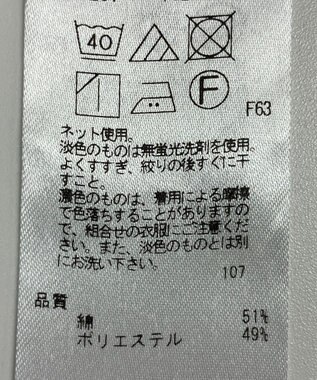 40
F
F63
ネット使用。
淡色のものは無蛍光洗剤を使用。
よくすすぎ、絞りの後すぐに干
すこと。
濃色のものは、着用による摩擦
で色落ちすることがありますの
で、組合せの衣服にご注意くだ
さい。また、淡色のものとは別
にお洗い下さい。
107
品質
綿 51%
ポリエステル 49%